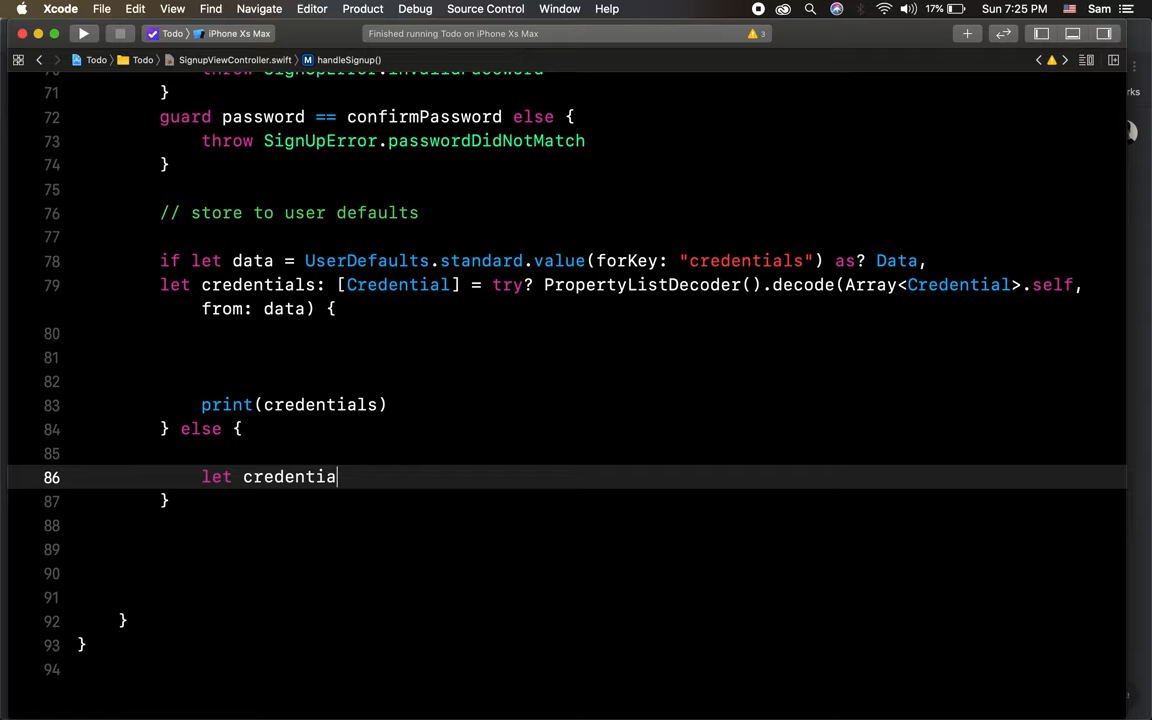 Xcode File Edit View Find Navigate Editor Product Debug Source Control Window Help 17% Sun 7:25 PM Sam
Todo iPhone Xs Max Finished running Todo on iPhone Xs Max 3
Todo Todo SignupViewController.swift M handleSignup()
rks
71 }
72 guard password == confirmPassword else {
73 throw SignUpError.passwordDidNotMatch
74 }
75
76 // store to user defaults
77
78 if let data = UserDefaults.standard.value(forKey: "credentials") as? Data,
79 let credentials: [Credential] = try? PropertyListDecoder().decode(Array<Credential>.self,
from: data) {
80
81
82
83 print(credentials)
84 } else {
85
86 let credentia
87 }
88
89
90
91
92 }
93 }
94